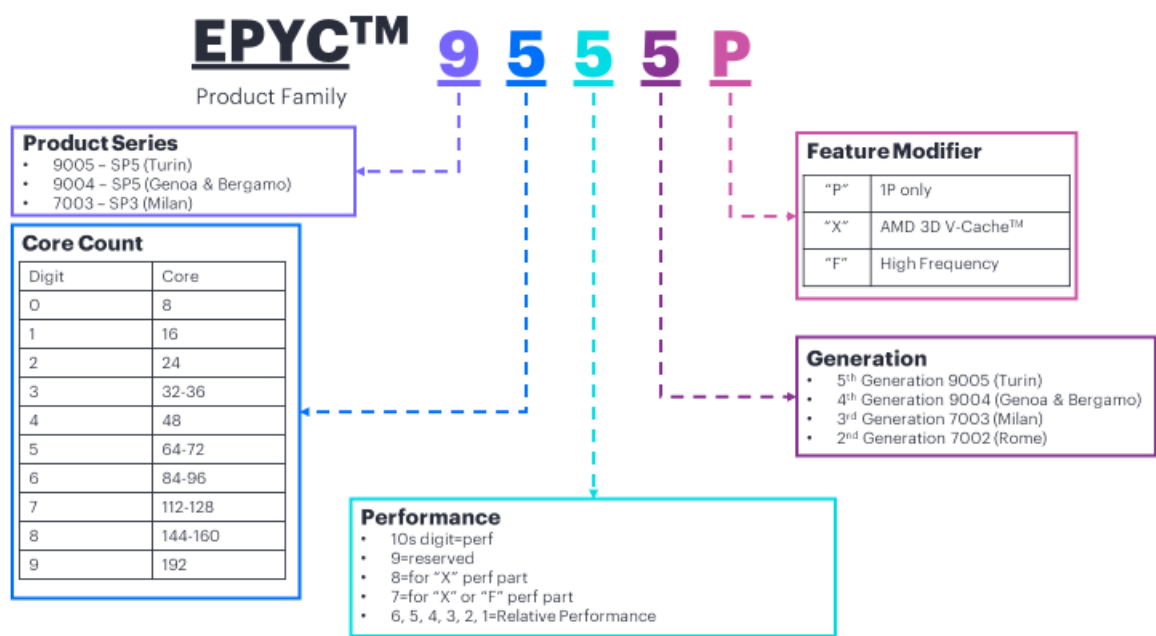 EPYC™ 9 5 5 5 P
Product Family
Product Series
• 9005 – SP5 (Turin)
• 9004 – SP5 (Genoa & Bergamo)
• 7003 – SP3 (Milan)
Core Count
Digit Core
0 8
1 16
2 24
3 32-36
4 48
5 64-72
6 84-96
7 112-128
8 144-160
9 192
Performance
• 10s digit=perf
• 9=reserved
• 8=for “X” perf part
• 7=for “X” or “F” perf part
• 6, 5, 4, 3, 2, 1=Relative Performance
Feature Modifier
“P” 1P only
“X” AMD 3D V-Cache™
“F” High Frequency
Generation
• 5th Generation 9005 (Turin)
• 4th Generation 9004 (Genoa & Bergamo)
• 3rd Generation 7003 (Milan)
• 2nd Generation 7002 (Rome)